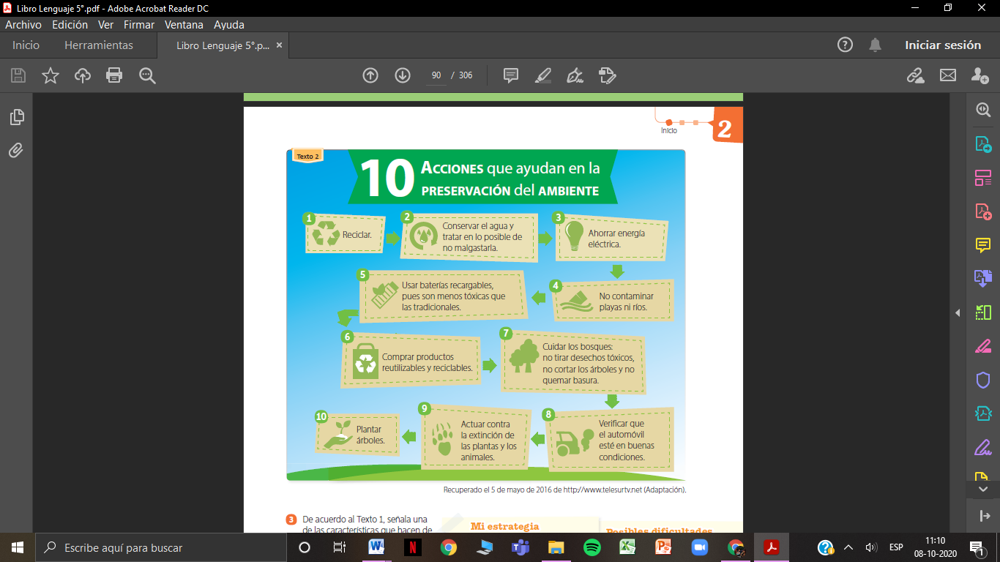 Libro Lenguaje 5°.pdf - Adobe Acrobat Reader DC
Archivo Edición Ver Firmar Ventana Ayuda
Inicio Herramientas Libro Lenguaje 5°.p... × Iniciar sesión
90 / 306
Inicio
2
Texto 2
10 ACCIONES que ayudan en la
PRESERVACIÓN del AMBIENTE
1
Reciclar.
2
Conservar el agua y
tratar en lo posible de
no malgastarla.
3
Ahorrar energía
eléctrica.
4
No contaminar
playas ni ríos.
5
Usar baterías recargables,
pues son menos tóxicas que
las tradicionales.
6
Comprar productos
reutilizables y reciclables.
7
Cuidar los bosques:
no tirar desechos tóxicos,
no cortar los árboles y no
quemar basura.
8
Verificar que
el automóvil
esté en buenas
condiciones.
9
Actuar contra
la extinción de
las plantas y los
animales.
10
Plantar
árboles.
Recuperado el 5 de mayo de 2016 de http://www.telesurtv.net (Adaptación).
3 De acuerdo al Texto 1, señala una
de las características que hacen de
Mi estrategia
Posibles dificultades
Escribe aquí para buscar
ESP
11:10
08-10-2020
1